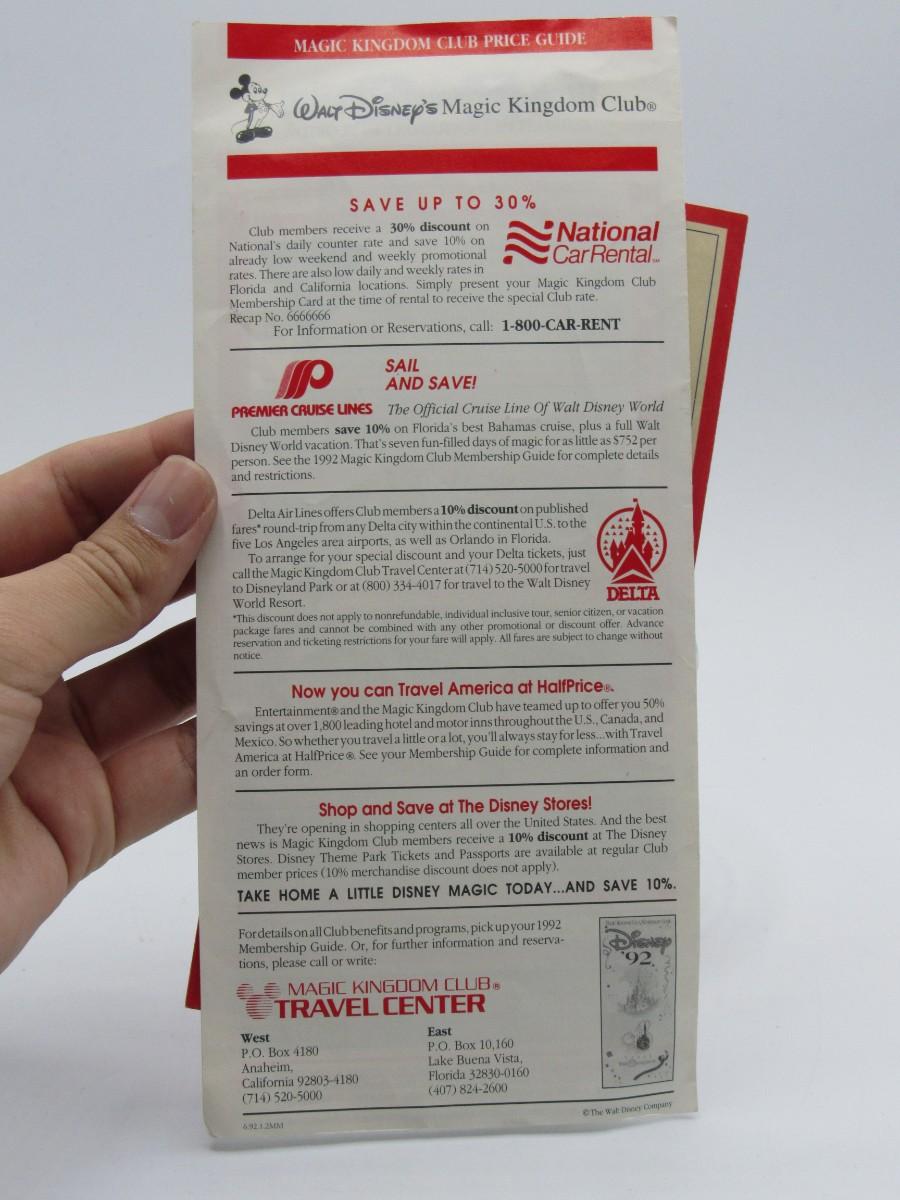 MAGIC KINGDOM CLUB PRICE GUIDE
WALT DISNEY'S Magic Kingdom Club®
SAVE UP TO 30%
Club members receive a 30% discount on
National's daily counter rate and save 10% on
already low weekend and weekly promotional
rates. There are also low daily and weekly rates in
Florida and California locations. Simply present your Magic Kingdom Club
Membership Card at the time of rental to receive the special Club rate.
Recap No. 6666666
National
CarRental℠
For Information or Reservations, call: 1-800-CAR-RENT
PREMIER CRUISE LINES
SAIL
AND SAVE!
The Official Cruise Line Of Walt Disney World
Club members save 10% on Florida's best Bahamas cruise, plus a full Walt
Disney World vacation. That's seven fun-filled days of magic for as little as $752 per
person. See the 1992 Magic Kingdom Club Membership Guide for complete details
and restrictions.
Delta Air Lines offers Club members a 10% discount on published
fares* round-trip from any Delta city within the continental U.S. to the
five Los Angeles area airports, as well as Orlando in Florida.
To arrange for your special discount and your Delta tickets, just
call the Magic Kingdom Club Travel Center at (714) 520-5000 for travel
to Disneyland Park or at (800) 334-4017 for travel to the Walt Disney
World Resort.
DELTA
*This discount does not apply to nonrefundable, individual inclusive tour, senior citizen, or vacation
package fares and cannot be combined with any other promotional or discount offer. Advance
reservation and ticketing restrictions for your fare will apply. All fares are subject to change without
notice.
Now you can Travel America at HalfPrice®.
Entertainment® and the Magic Kingdom Club have teamed up to offer you 50%
savings at over 1,800 leading hotel and motor inns throughout the U.S., Canada, and
Mexico. So whether you travel a little or a lot, you'll always stay for less...with Travel
America at HalfPrice®. See your Membership Guide for complete information and
an order form.
Shop and Save at The Disney Stores!
They're opening in shopping centers all over the United States. And the best
news is Magic Kingdom Club members receive a 10% discount at The Disney
Stores. Disney Theme Park Tickets and Passports are available at regular Club
member prices (10% merchandise discount does not apply).
TAKE HOME A LITTLE DISNEY MAGIC TODAY...AND SAVE 10%.
For details on all Club benefits and programs, pick up your 1992
Membership Guide. Or, for further information and reserva-
tions, please call or write:
MAGIC KINGDOM CLUB®
TRAVEL CENTER
West
P.O. Box 4180
Anaheim,
California 92803-4180
(714) 520-5000
East
P.O. Box 10,160
Lake Buena Vista,
Florida 32830-0160
(407) 824-2600
Disney
'92
6.92.1.2MM
© The Walt Disney Company